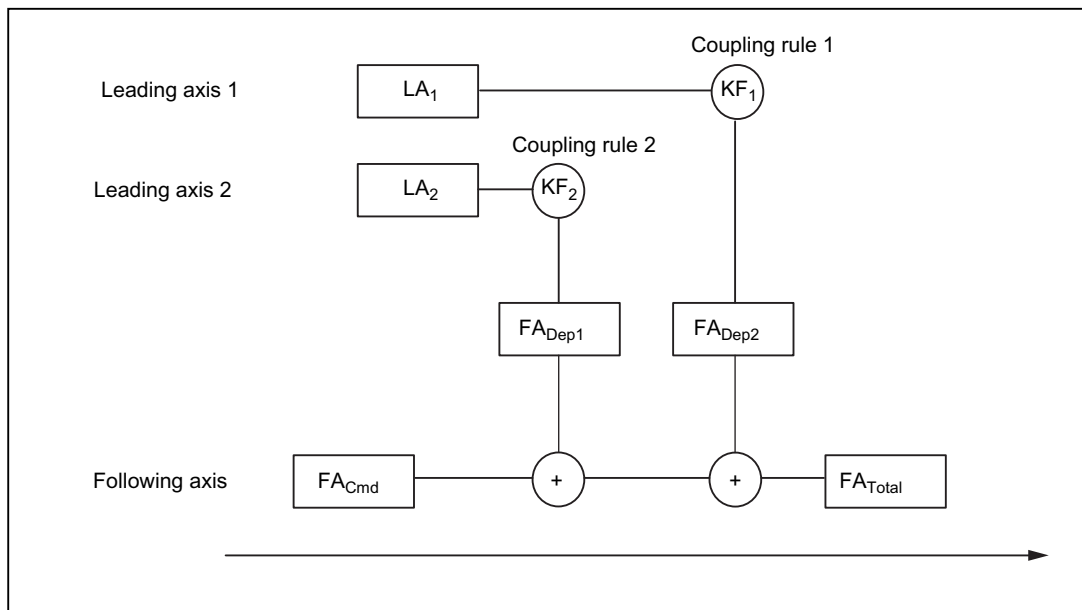 Coupling rule 1
Leading axis 1
LA1
KF1
Coupling rule 2
Leading axis 2
LA2
KF2
FADep1
FADep2
Following axis
FACmd
+
+
FATotal